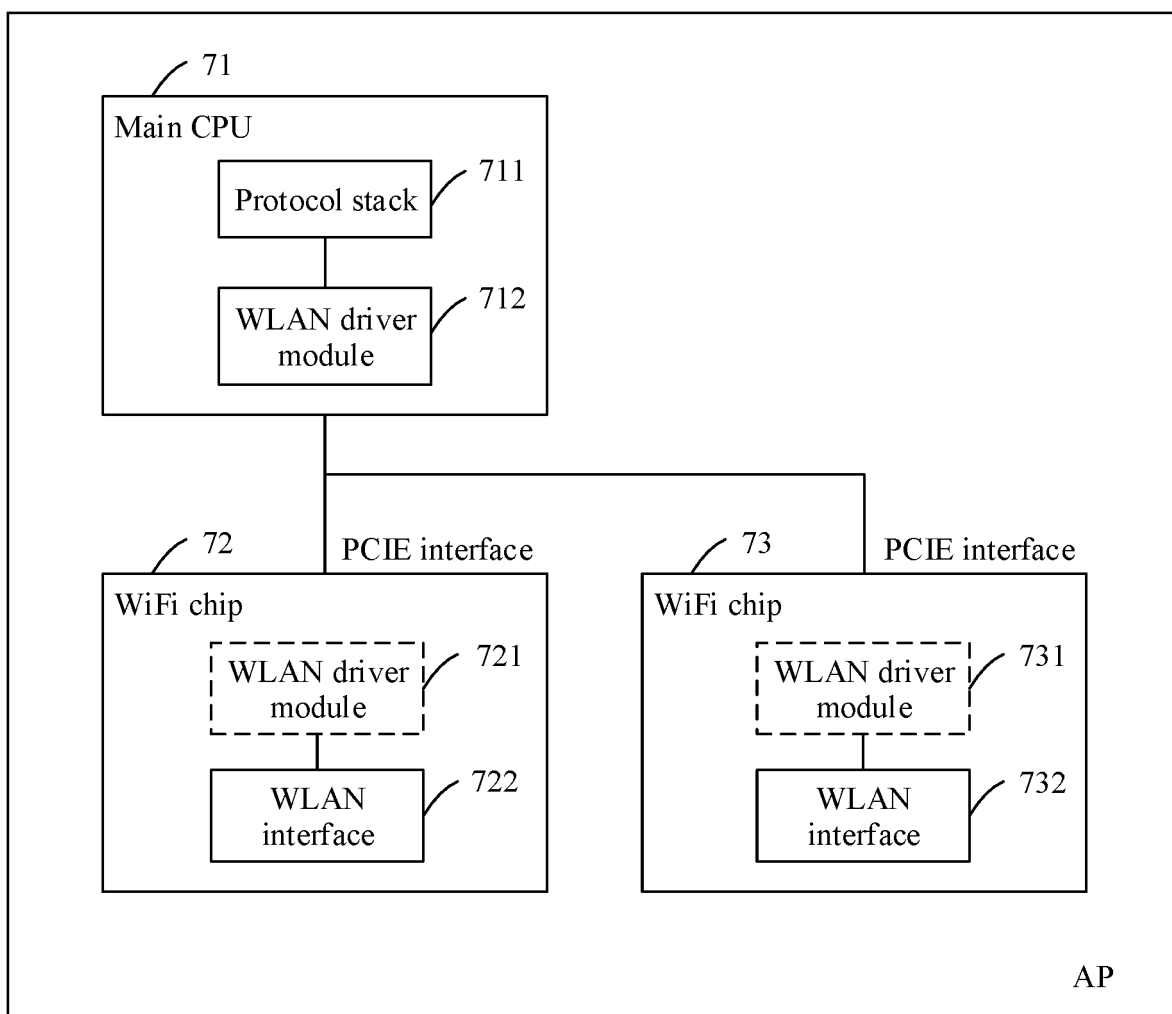 71
Main CPU
711
Protocol stack
712
WLAN driver
module
72
PCIE interface
73
PCIE interface
WiFi chip
WiFi chip
721
WLAN driver
module
731
WLAN driver
module
722
WLAN
interface
732
WLAN
interface
AP